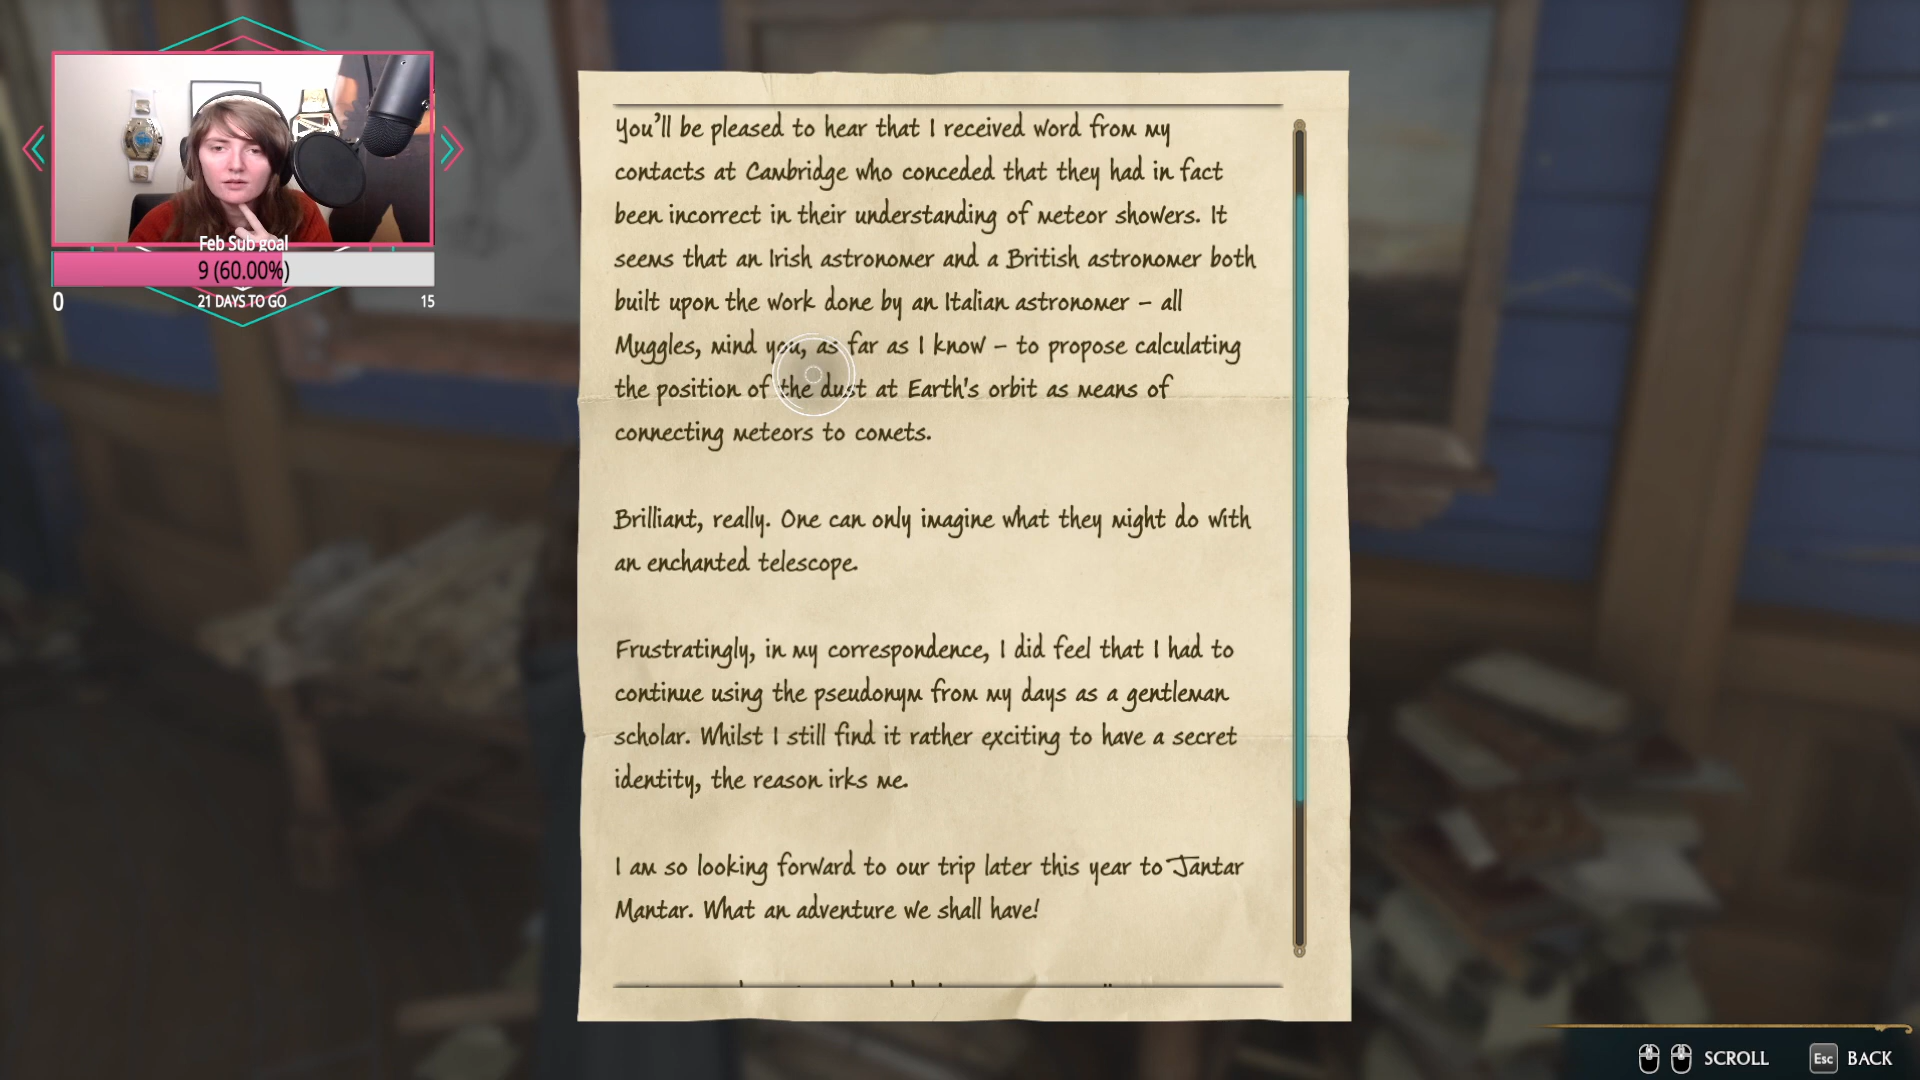 Feb Sub goal
9 (60.00%)
0
21 DAYS TO GO
15
You'll be pleased to hear that I received word from my
contacts at Cambridge who conceded that they had in fact
been incorrect in their understanding of meteor showers. It
seems that an Irish astronomer and a British astronomer both
built upon the work done by an Italian astronomer – all
Muggles, mind you, as far as I know – to propose calculating
the position of the dust at Earth's orbit as means of
connecting meteors to comets.
Brilliant, really. One can only imagine what they might do with
an enchanted telescope.
Frustratingly, in my correspondence, I did feel that I had to
continue using the pseudonym from my days as a gentleman
scholar. Whilst I still find it rather exciting to have a secret
identity, the reason irks me.
I am so looking forward to our trip later this year to Jantar
Mantar. What an adventure we shall have!
SCROLL
Esc BACK